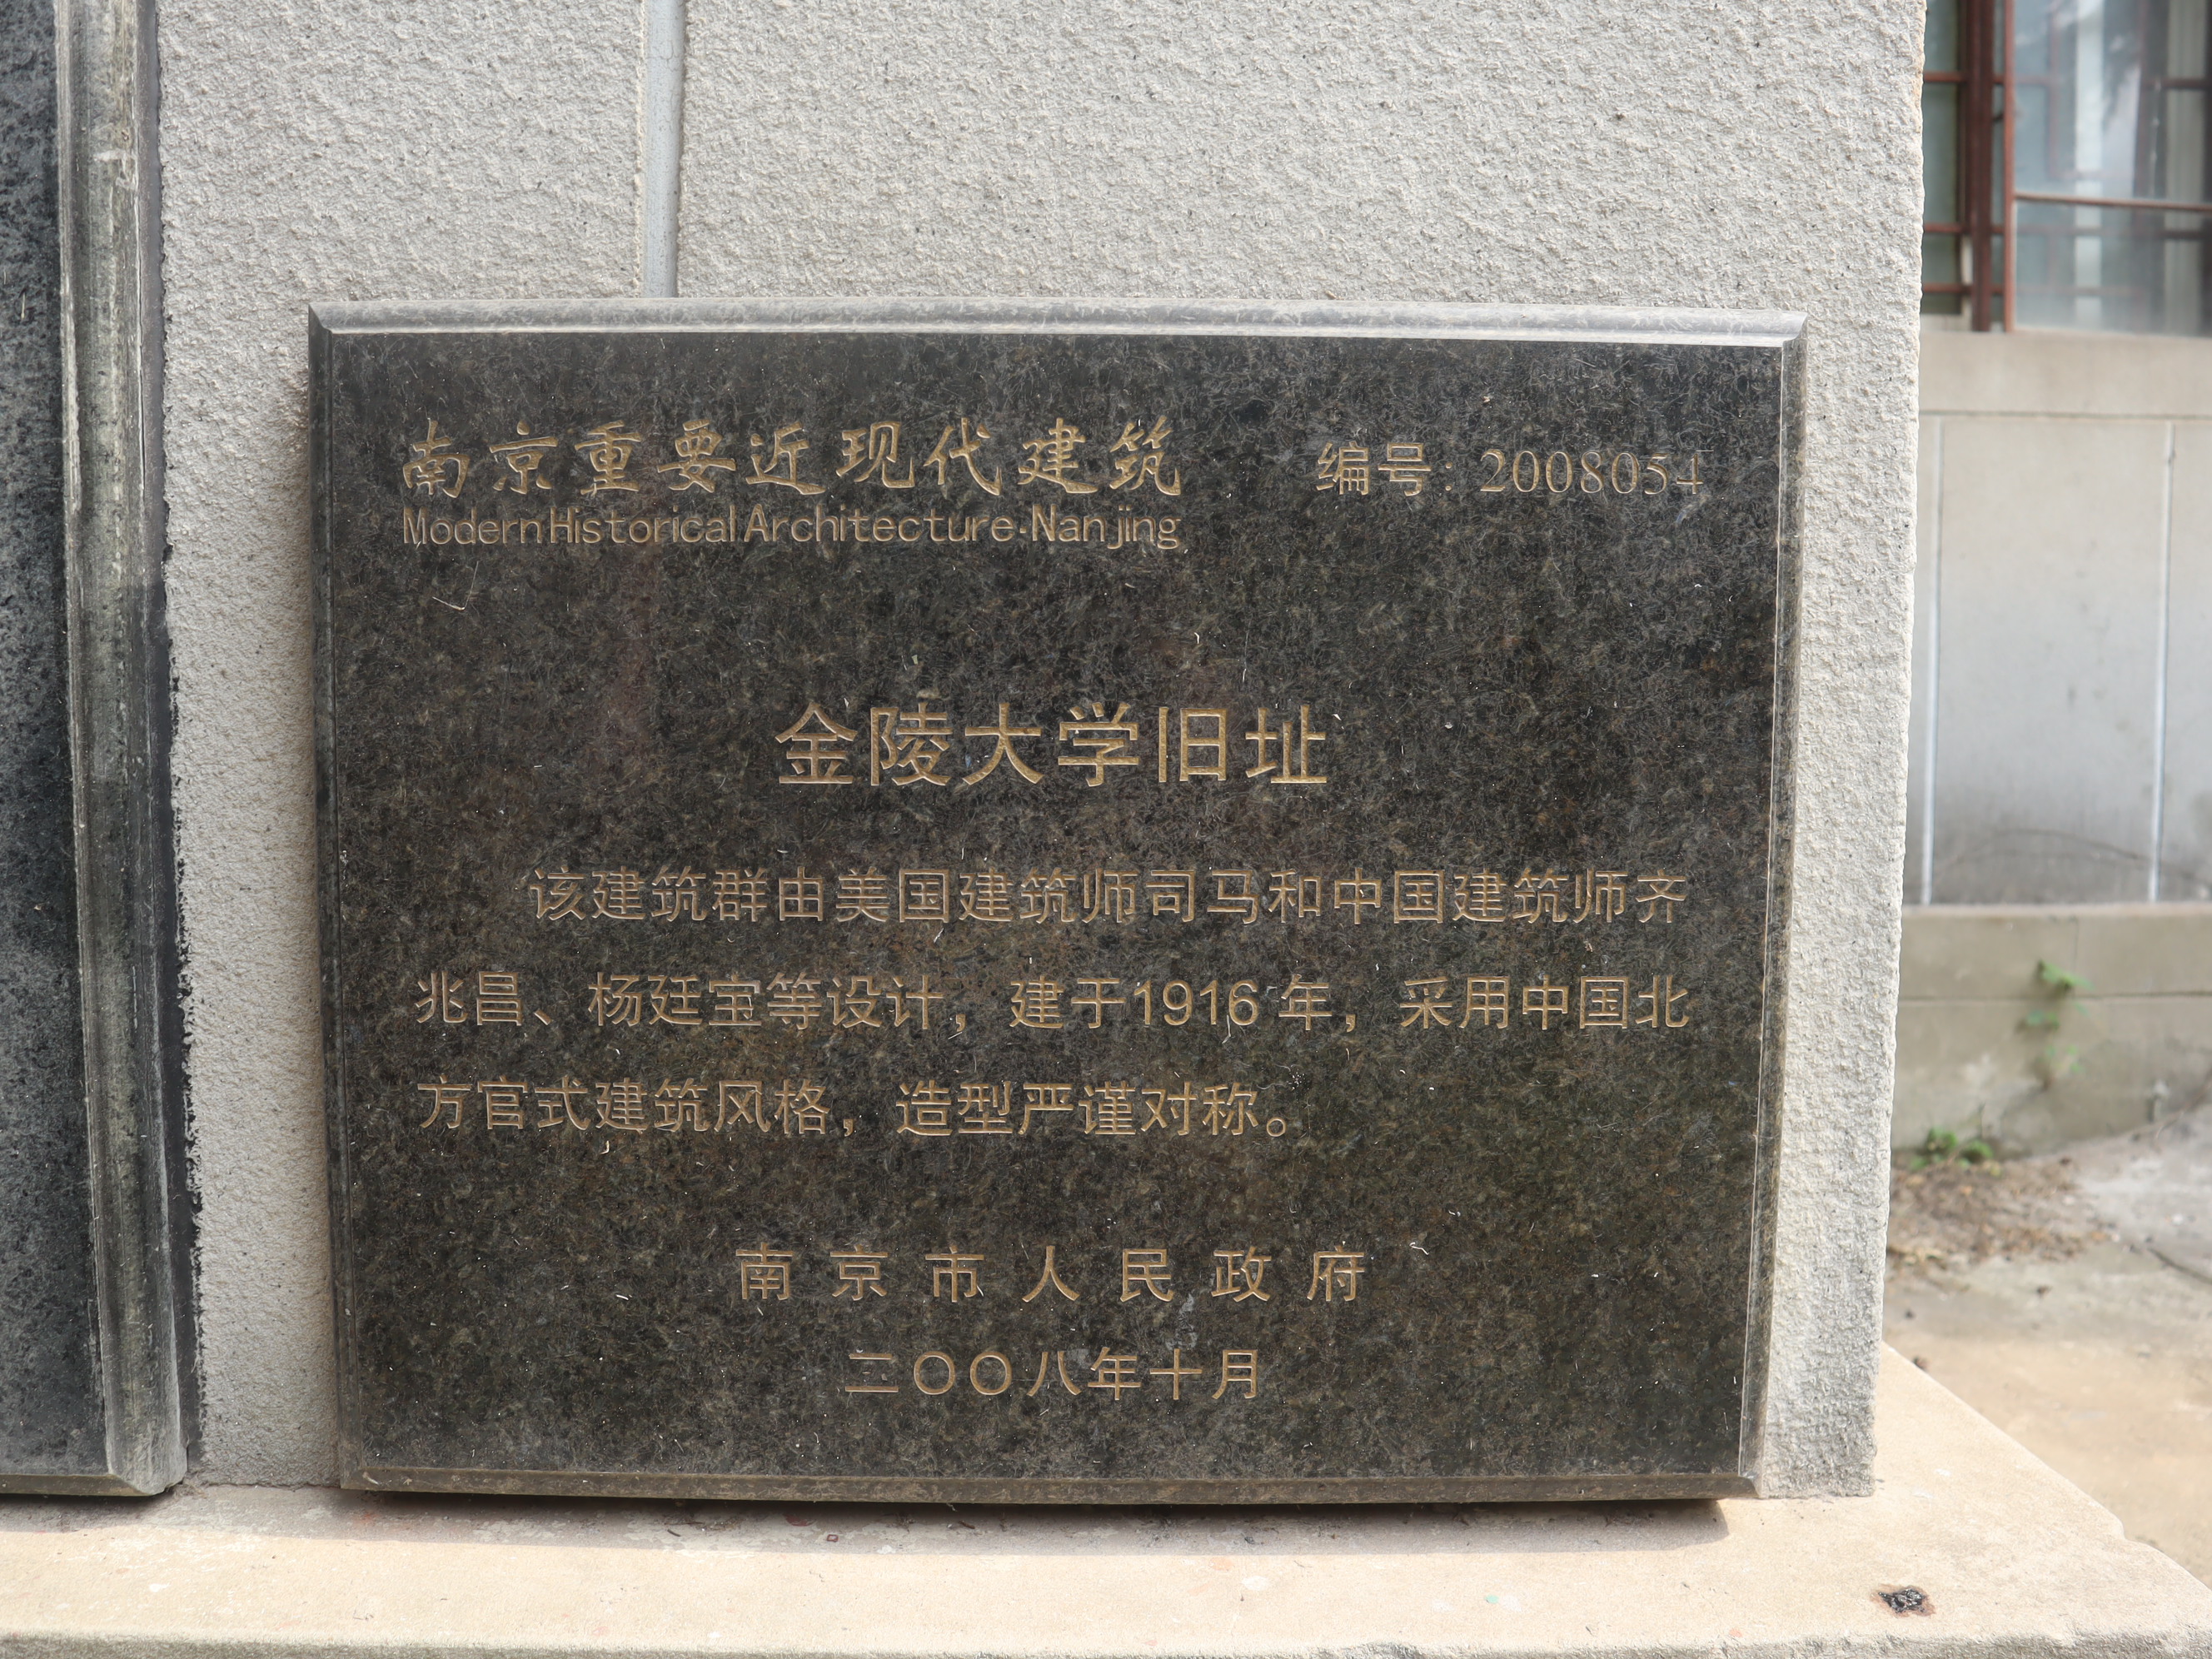 南京重要近现代建筑 编号: 2008054
Modern Historical Architecture·Nanjing
金陵大学旧址
该建筑群由美国建筑师司马和中国建筑师齐
兆昌、杨廷宝等设计，建于1916年，采用中国北
方官式建筑风格，造型严谨对称。
南京市人民政府
二〇〇八年十月